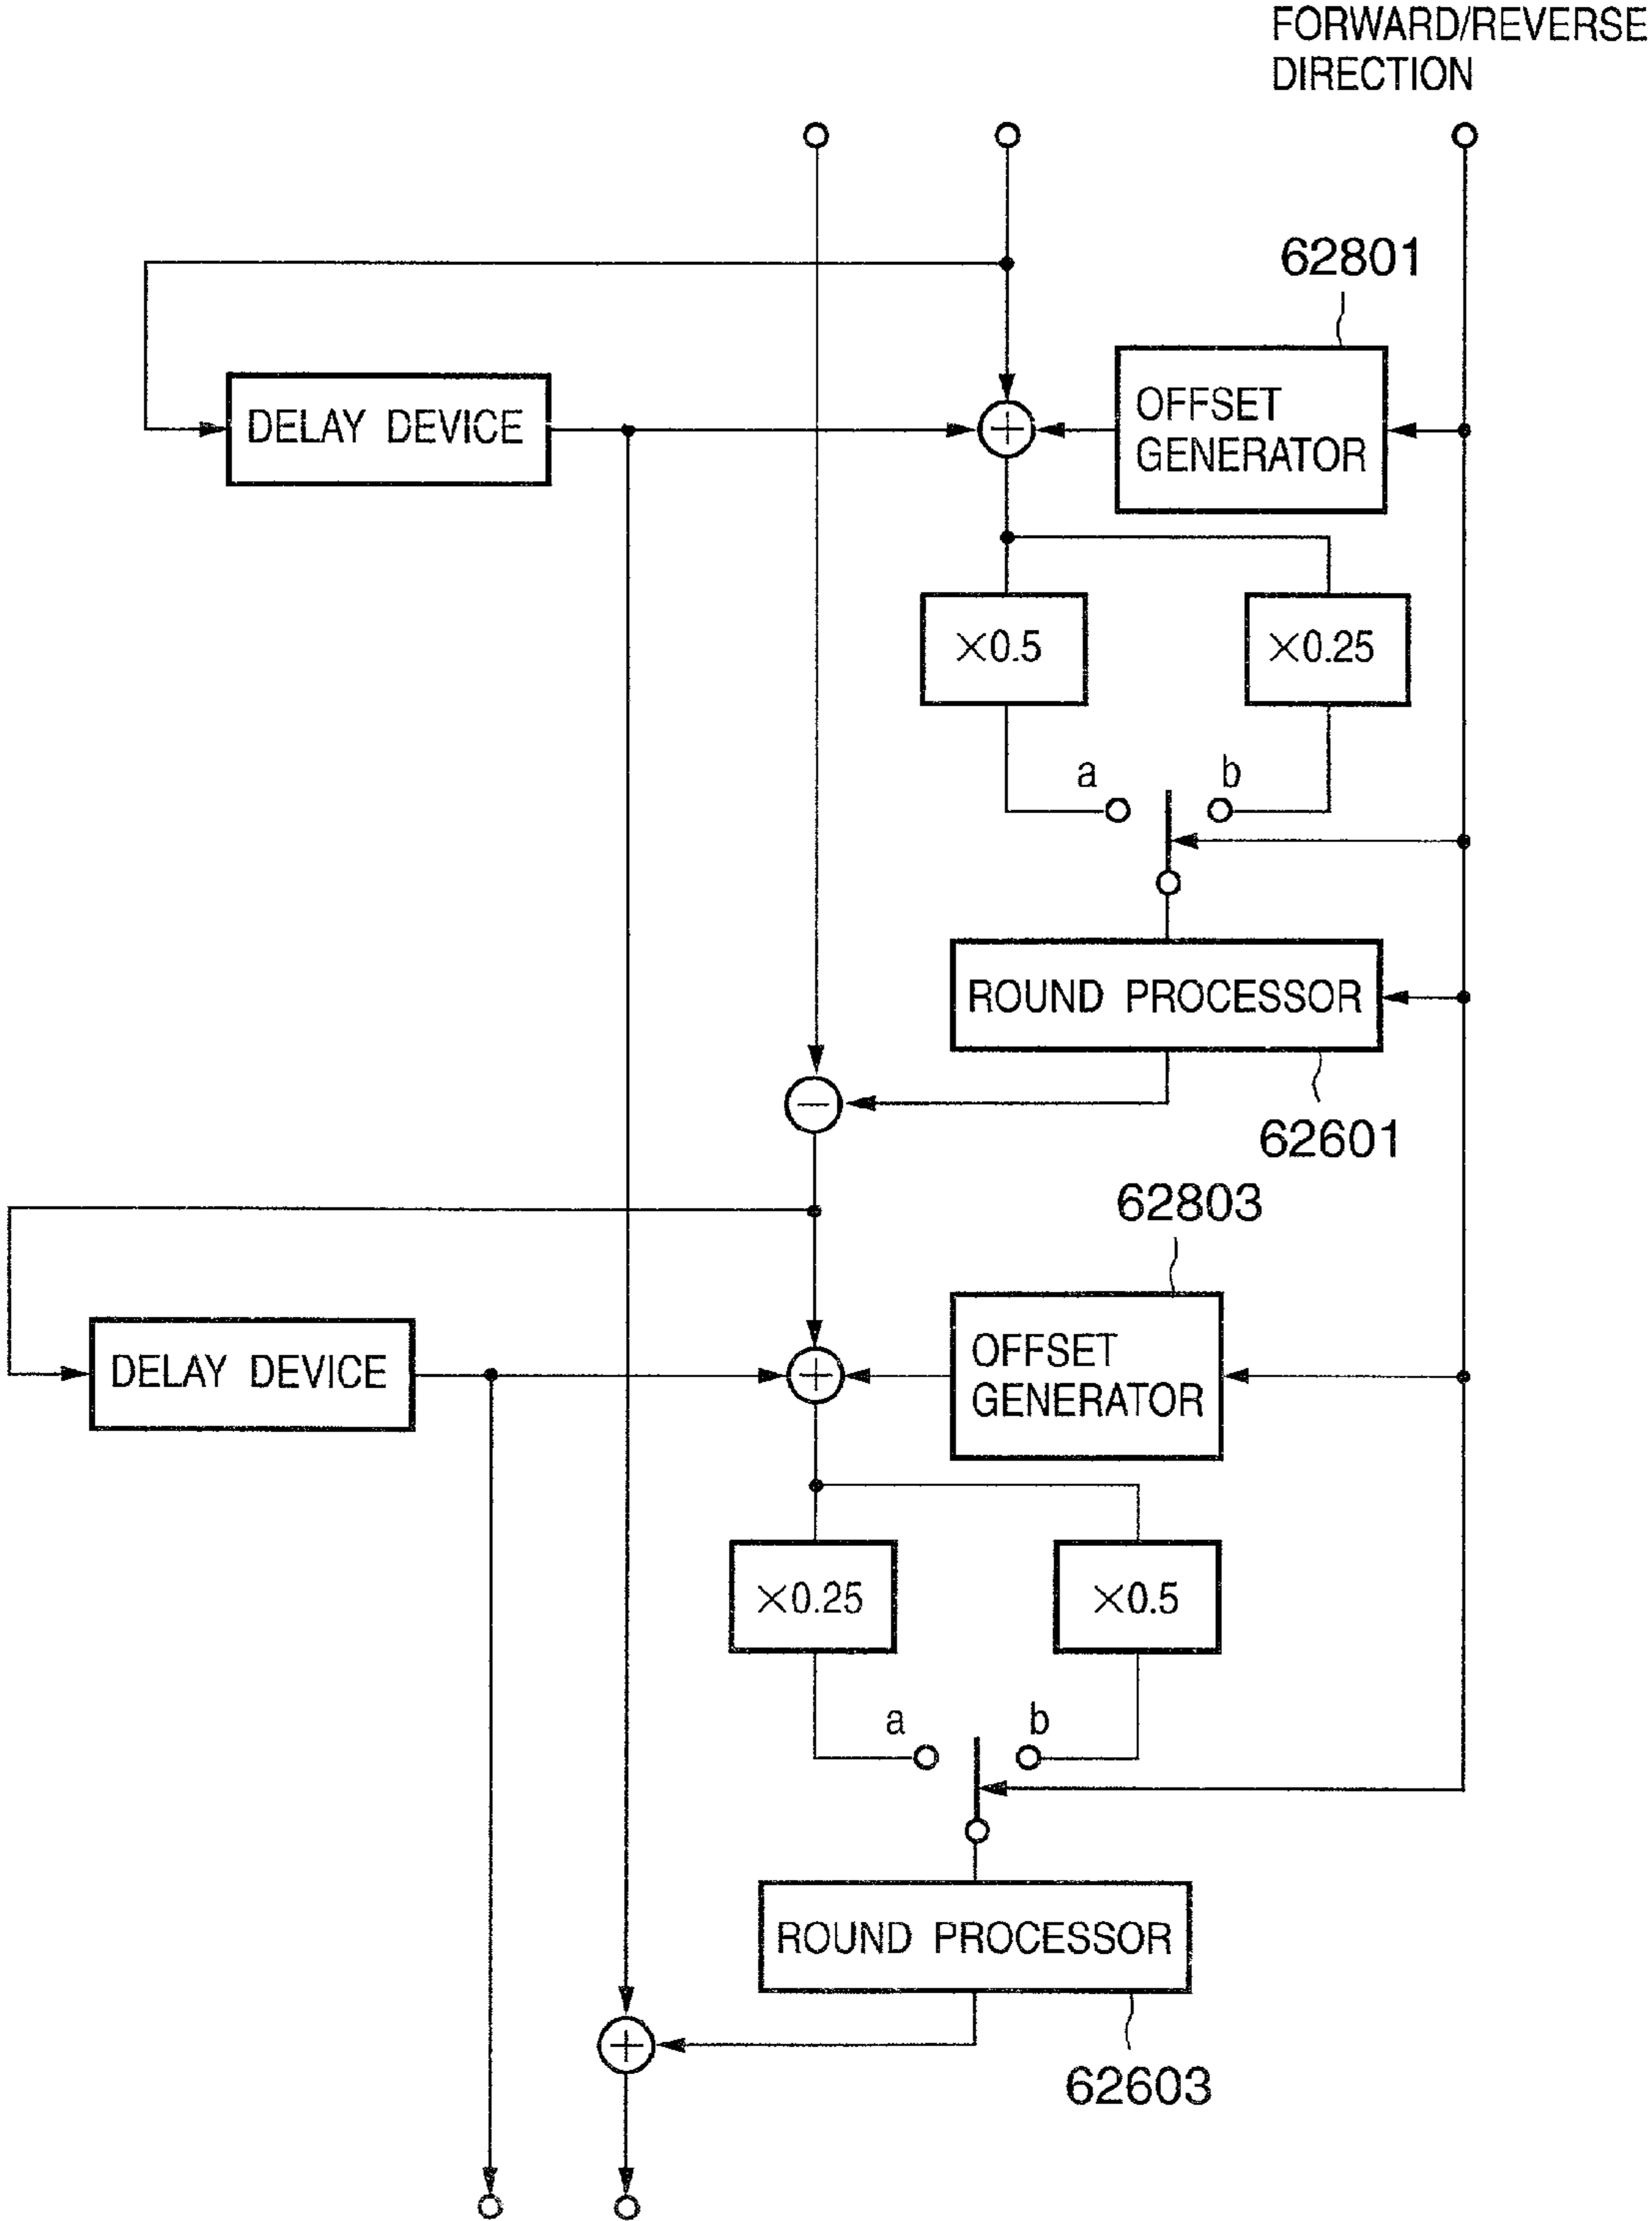 FORWARD/REVERSE
DIRECTION
62801
DELAY DEVICE
OFFSET
GENERATOR
×0.5
×0.25
a
b
ROUND PROCESSOR
62601
62803
DELAY DEVICE
OFFSET
GENERATOR
×0.25
×0.5
a
b
ROUND PROCESSOR
62603